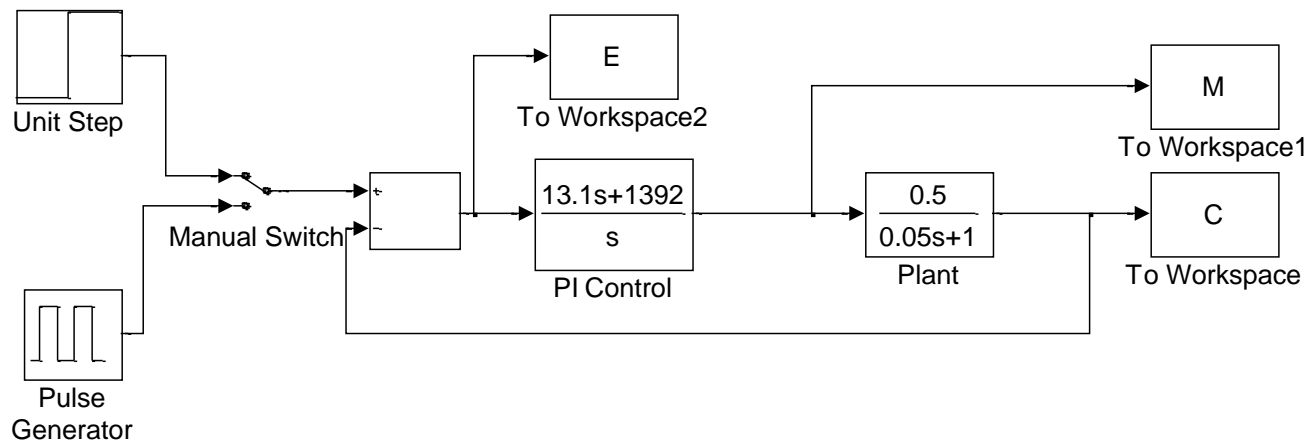 Unit Step
E
To Workspace2
M
To Workspace1
Manual Switch
+
−
13.1s+1392
s
PI Control
0.5
0.05s+1
Plant
C
To Workspace
Pulse
Generator